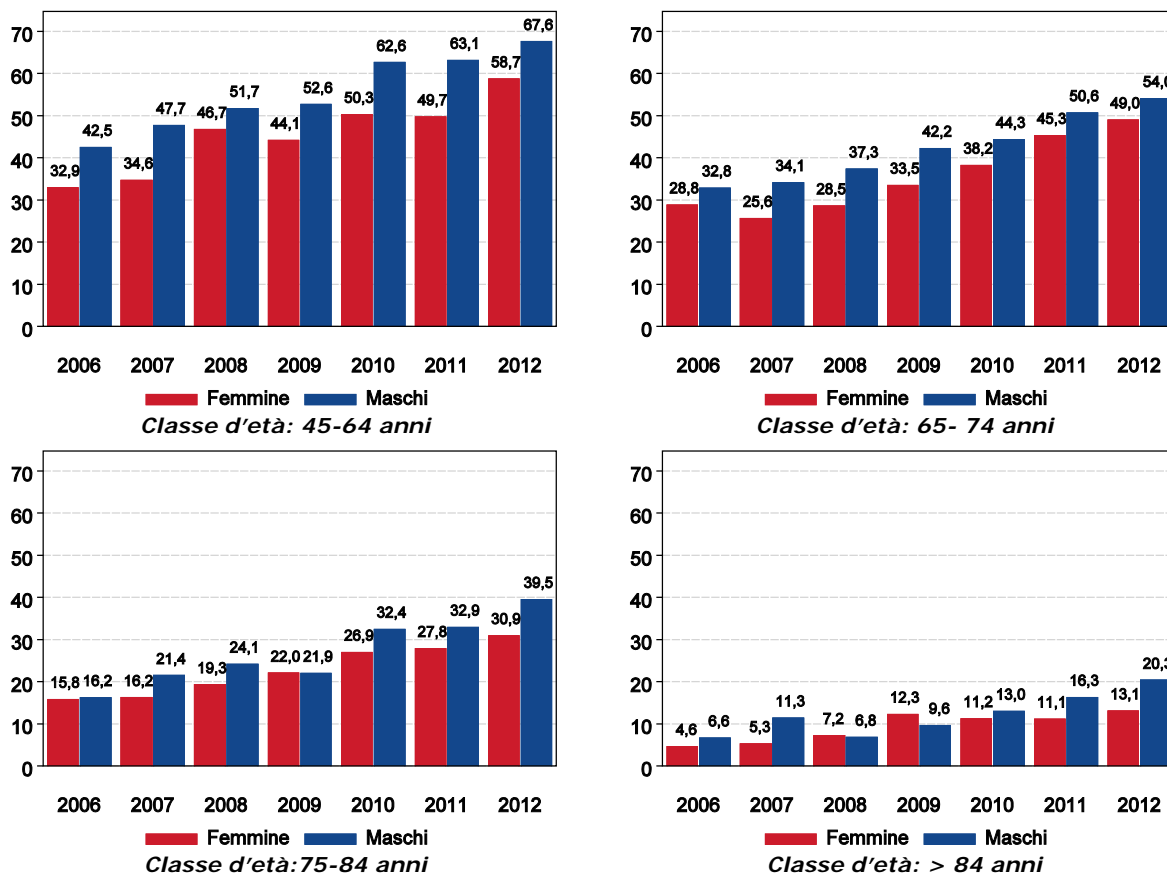 70
60
50
40
30
20
10
0
32,9 42,5 34,6 47,7 46,7 51,7 44,1 52,6 50,3 62,6 49,7 63,1 58,7 67,6
2006 2007 2008 2009 2010 2011 2012
Femmine Maschi
Classe d'età: 45-64 anni
70
60
50
40
30
20
10
0
28,8 32,8 25,6 34,1 28,5 37,3 33,5 42,2 38,2 44,3 45,3 50,6 49,0 54,0
2006 2007 2008 2009 2010 2011 2012
Femmine Maschi
Classe d'età: 65- 74 anni
70
60
50
40
30
20
10
0
15,8 16,2 16,2 21,4 19,3 24,1 22,0 21,9 26,9 32,4 27,8 32,9 30,9 39,5
2006 2007 2008 2009 2010 2011 2012
Femmine Maschi
Classe d'età:75-84 anni
70
60
50
40
30
20
10
0
4,6 6,6 5,3 11,3 7,2 6,8 12,3 9,6 11,2 13,0 11,1 16,3 13,1 20,3
2006 2007 2008 2009 2010 2011 2012
Femmine Maschi
Classe d'età: > 84 anni